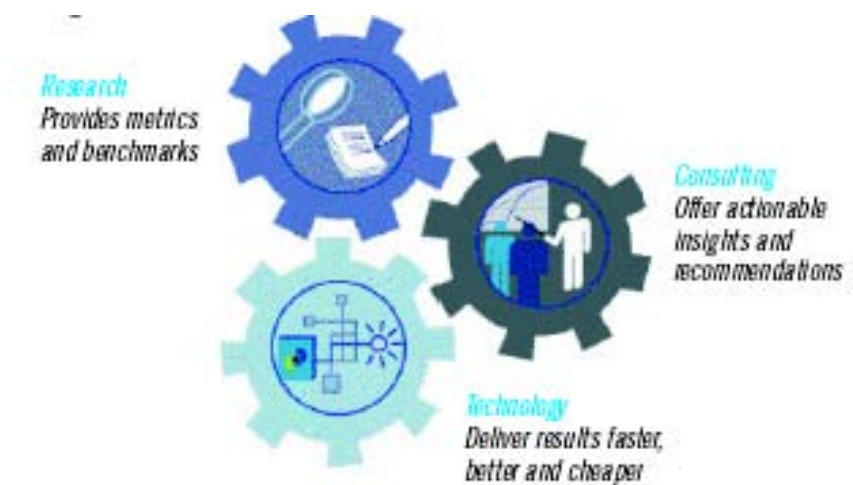 Research
Provides metrics
and benchmarks
Consulting
Offer actionable
insights and
recommendations
Technology
Deliver results faster,
better and cheaper